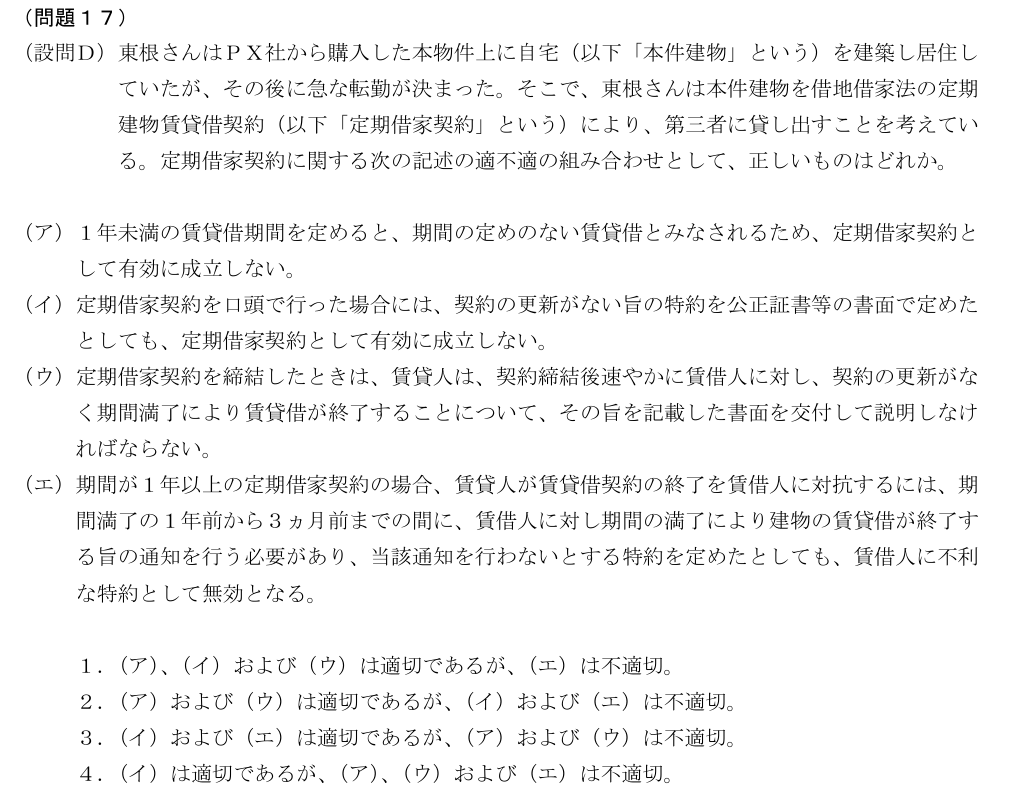 （問題１７）
（設問Ｄ）東根さんはＰＸ社から購入した本物件上に自宅（以下「本件建物」という）を建築し居住し
ていたが、その後に急な転勤が決まった。そこで、東根さんは本件建物を借地借家法の定期
建物賃貸借契約（以下「定期借家契約」という）により、第三者に貸し出すことを考えてい
る。定期借家契約に関する次の記述の適不適の組み合わせとして、正しいものはどれか。
（ア）１年未満の賃貸借期間を定めると、期間の定めのない賃貸借とみなされるため、定期借家契約と
して有効に成立しない。
（イ）定期借家契約を口頭で行った場合には、契約の更新がない旨の特約を公正証書等の書面で定めた
としても、定期借家契約として有効に成立しない。
（ウ）定期借家契約を締結したときは、賃貸人は、契約締結後速やかに賃借人に対し、契約の更新がな
く期間満了により賃貸借が終了することについて、その旨を記載した書面を交付して説明しなけ
ればならない。
（エ）期間が１年以上の定期借家契約の場合、賃貸人が賃貸借契約の終了を賃借人に対抗するには、期
間満了の１年前から３ヵ月前までの間に、賃借人に対し期間の満了により建物の賃貸借が終了す
る旨の通知を行う必要があり、当該通知を行わないとする特約を定めたとしても、賃借人に不利
な特約として無効となる。
１．（ア）、（イ）および（ウ）は適切であるが、（エ）は不適切。
２．（ア）および（ウ）は適切であるが、（イ）および（エ）は不適切。
３．（イ）および（エ）は適切であるが、（ア）および（ウ）は不適切。
４．（イ）は適切であるが、（ア）、（ウ）および（エ）は不適切。